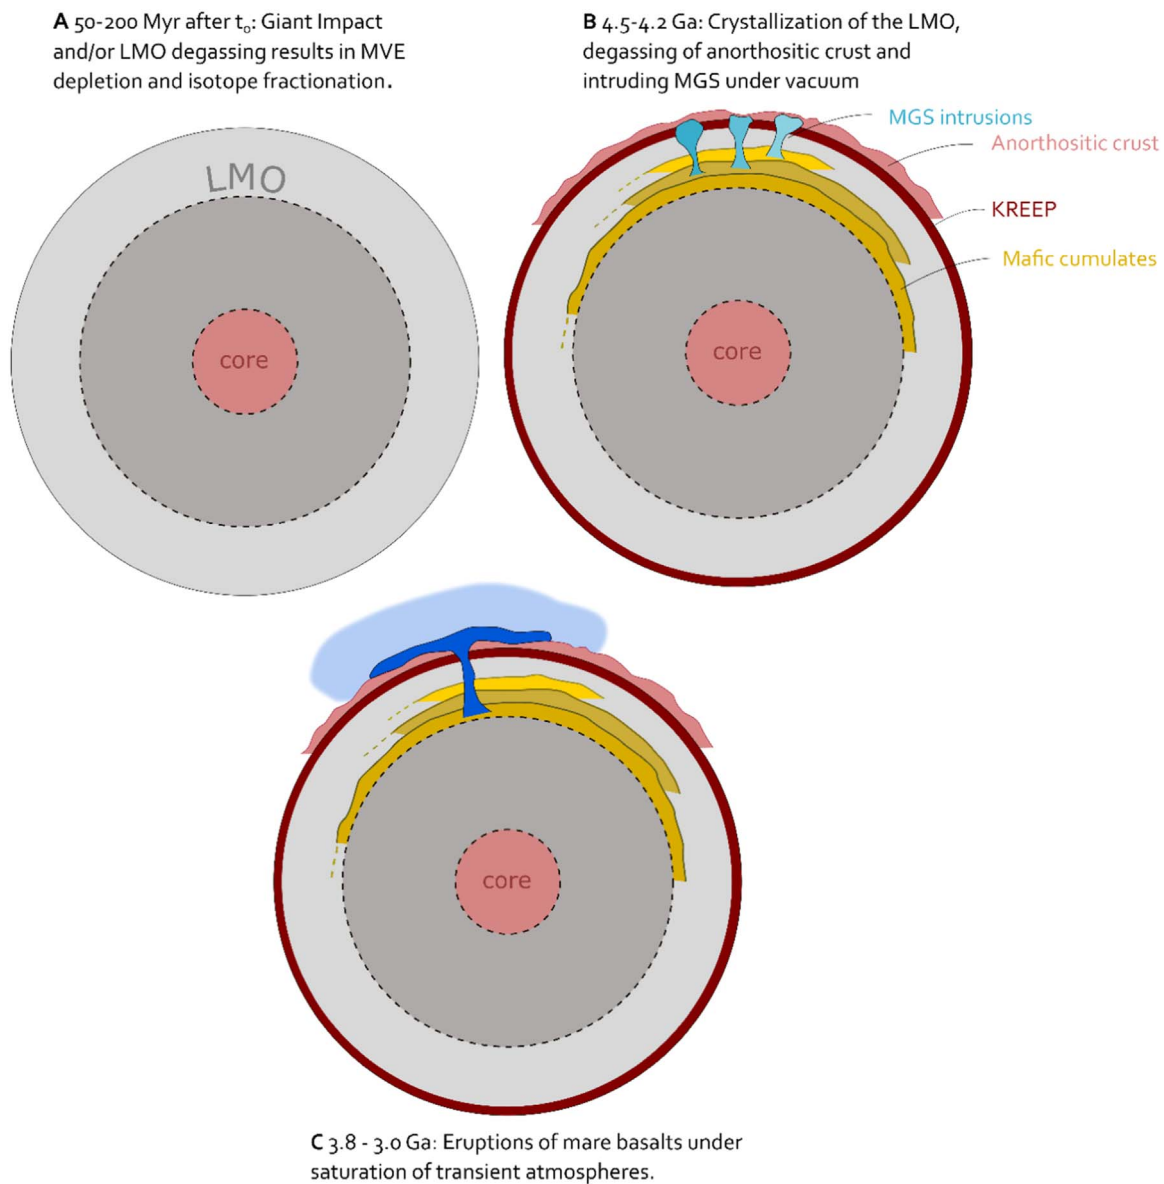 A 50-200 Myr after t₀: Giant Impact
and/or LMO degassing results in MVE
depletion and isotope fractionation.
B 4.5-4.2 Ga: Crystallization of the LMO,
degassing of anorthositic crust and
intruding MGS under vacuum
MGS intrusions
Anorthositic crust
LMO
KREEP
Mafic cumulates
core
core
core
C 3.8 - 3.0 Ga: Eruptions of mare basalts under
saturation of transient atmospheres.